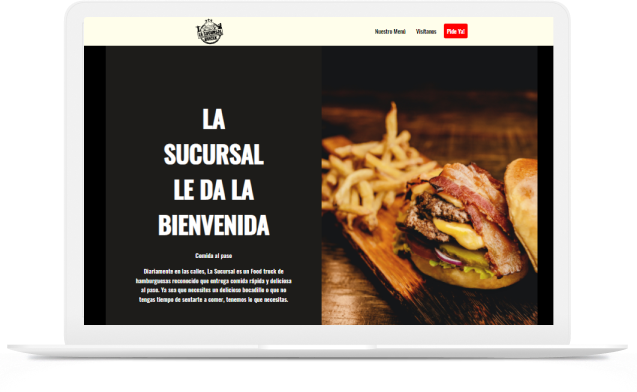 LA SUCURSAL
Nuestro Menú Visítanos Pide Ya!
LA
SUCURSAL
LE DA LA
BIENVENIDA
Comida al paso
Diariamente en las calles, La Sucursal es un Food truck de
hamburguesas reconocido que entrega comida rápida y deliciosa
al paso. Ya sea que necesites un delicioso bocadillo o que no
tengas tiempo de sentarte a comer, tenemos lo que necesitas.